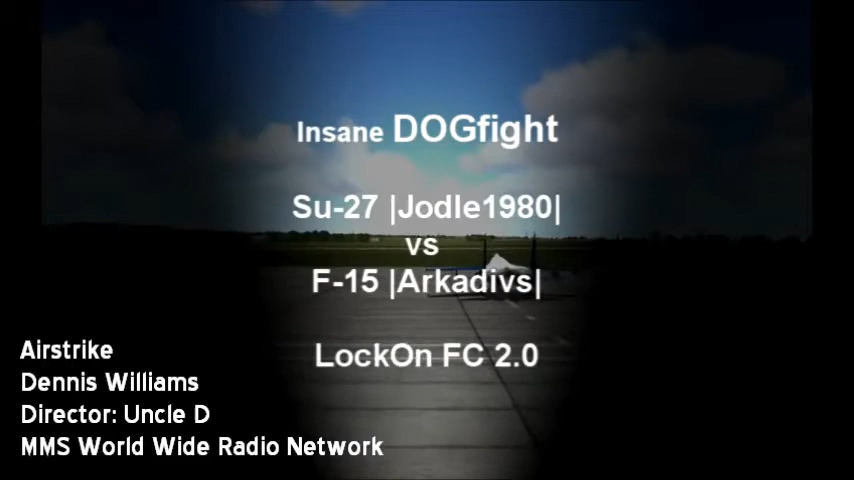 Insane DOGfight
Su-27 |Jodle1980|
vs
F-15 |Arkadivs|
LockOn FC 2.0
Airstrike
Dennis Williams
Director: Uncle D
MMS World Wide Radio Network